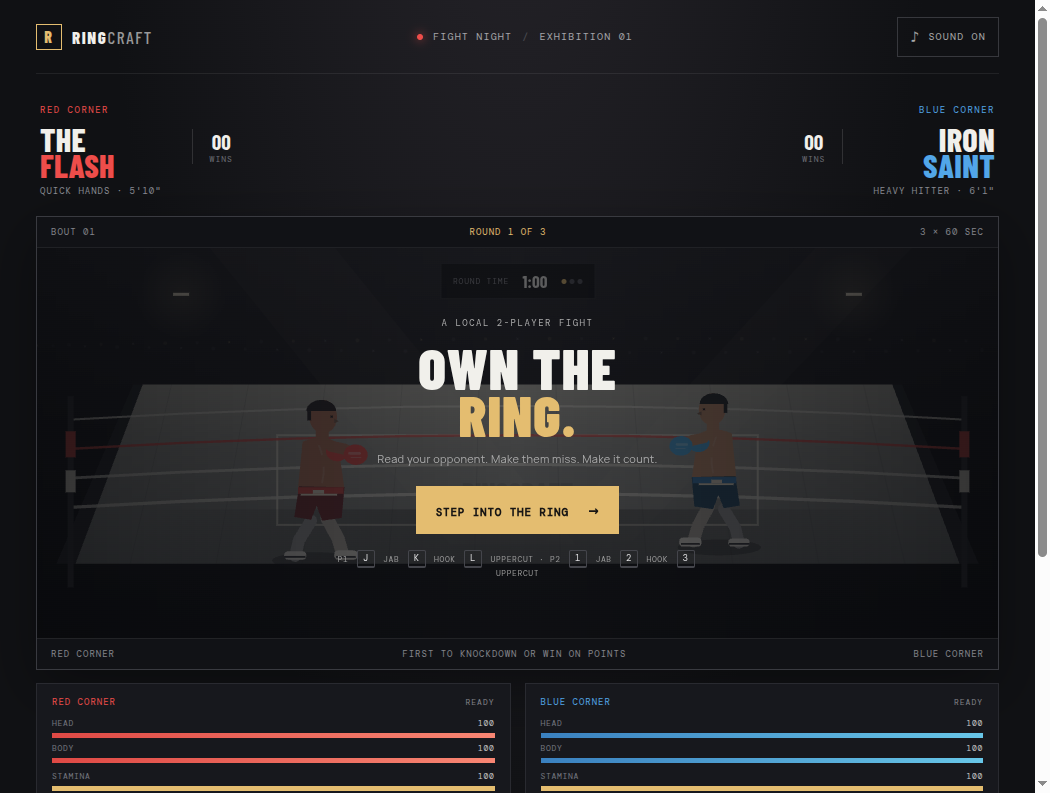 R RINGCRAFT
FIGHT NIGHT / EXHIBITION 01
♪ SOUND ON
RED CORNER
THE
FLASH
QUICK HANDS · 5'10"
00
WINS
BLUE CORNER
IRON
SAINT
HEAVY HITTER · 6'1"
00
WINS
BOUT 01
ROUND 1 OF 3
3 × 60 SEC
ROUND TIME 1:00
A LOCAL 2-PLAYER FIGHT
OWN THE
RING.
Read your opponent. Make them miss. Make it count.
STEP INTO THE RING →
P1 J JAB K HOOK L UPPERCUT · P2 1 JAB 2 HOOK 3
UPPERCUT
RED CORNER
FIRST TO KNOCKDOWN OR WIN ON POINTS
BLUE CORNER
RED CORNER READY
HEAD 100
BODY 100
STAMINA 100
BLUE CORNER READY
HEAD 100
BODY 100
STAMINA 100